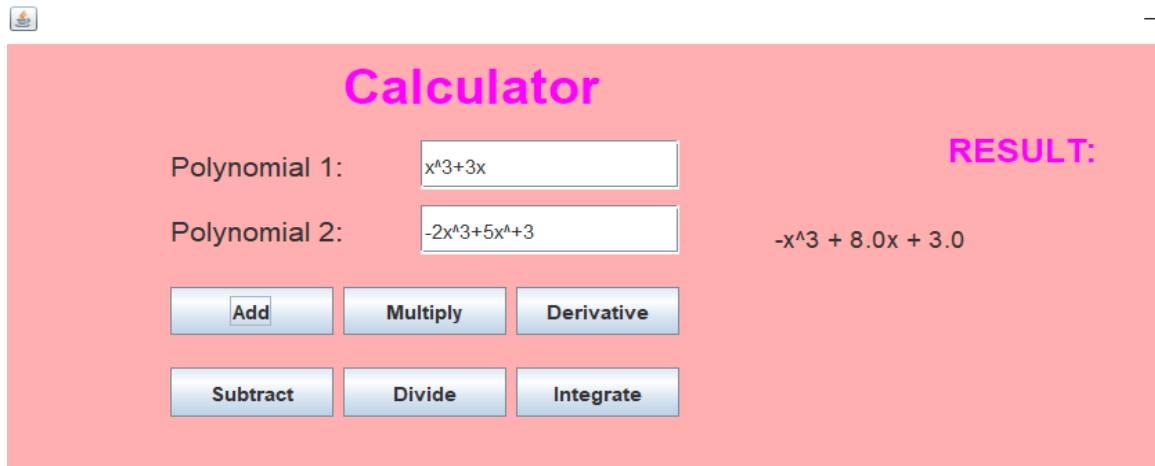 Calculator
RESULT:
Polynomial 1: x^3+3x
Polynomial 2: -2x^3+5x^+3
-x^3 + 8.0x + 3.0
Add Multiply Derivative
Subtract Divide Integrate